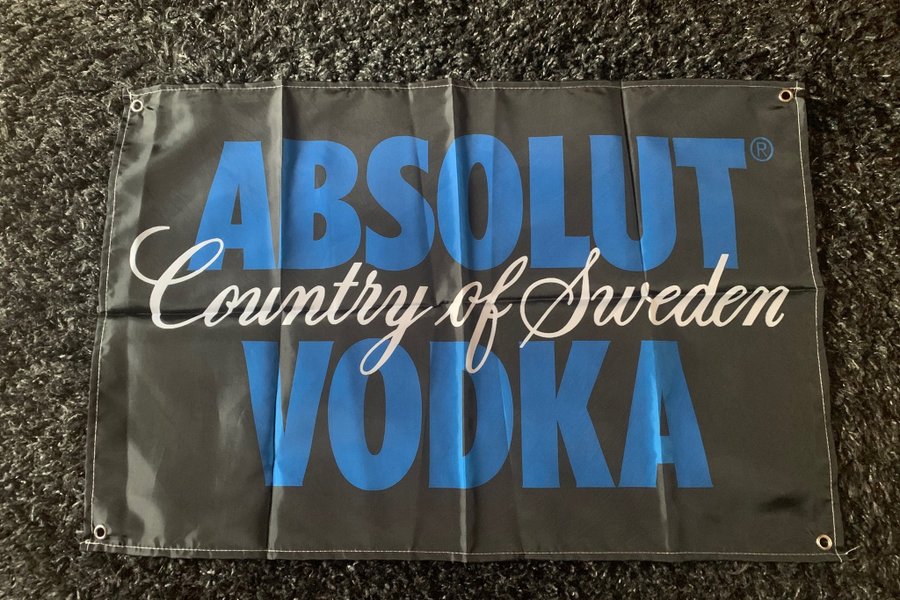 ABSOLUT®
Country of Sweden
VODKA